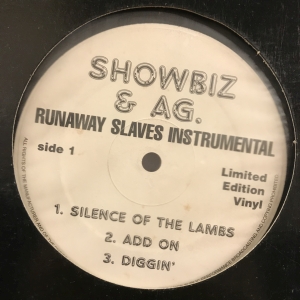 SHOWBIZ
& AG.
RUNAWAY SLAVES INSTRUMENTAL
side 1
Limited
Edition
Vinyl
1. SILENCE OF THE LAMBS
2. ADD ON
3. DIGGIN'